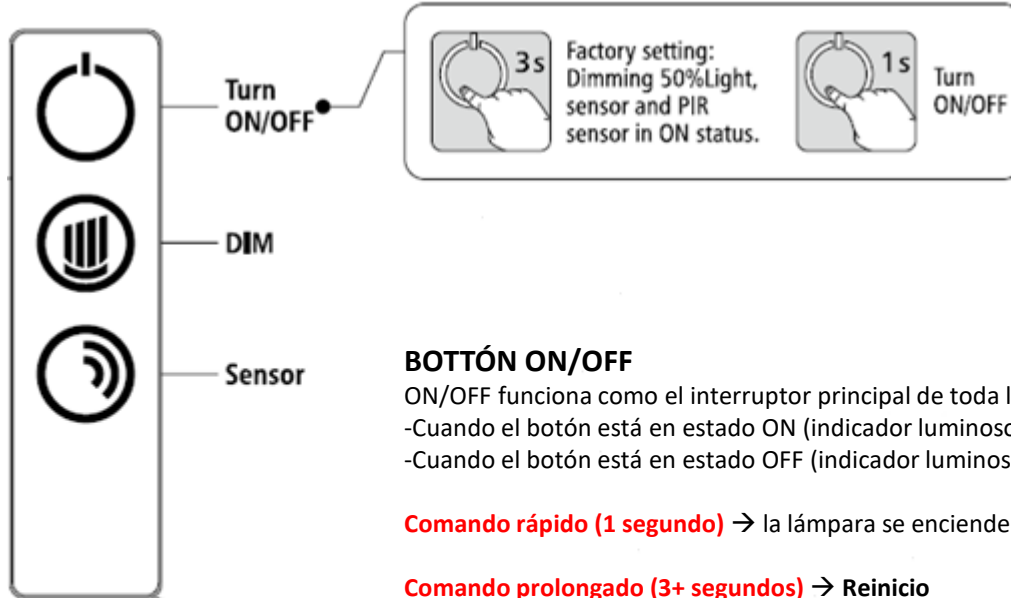 Turn
ON/OFF
DIM
Sensor
3s
Factory setting:
Dimming 50%Light,
sensor and PIR
sensor in ON status.
1s
Turn
ON/OFF
BOTTÓN ON/OFF
ON/OFF funciona como el interruptor principal de toda
-Cuando el botón está en estado ON (indicador
-Cuando el botón está en estado OFF (indicador
Comando rápido (1 segundo) → la lámpara se enciende
Comando prolongado (3+ segundos) → Reinicio